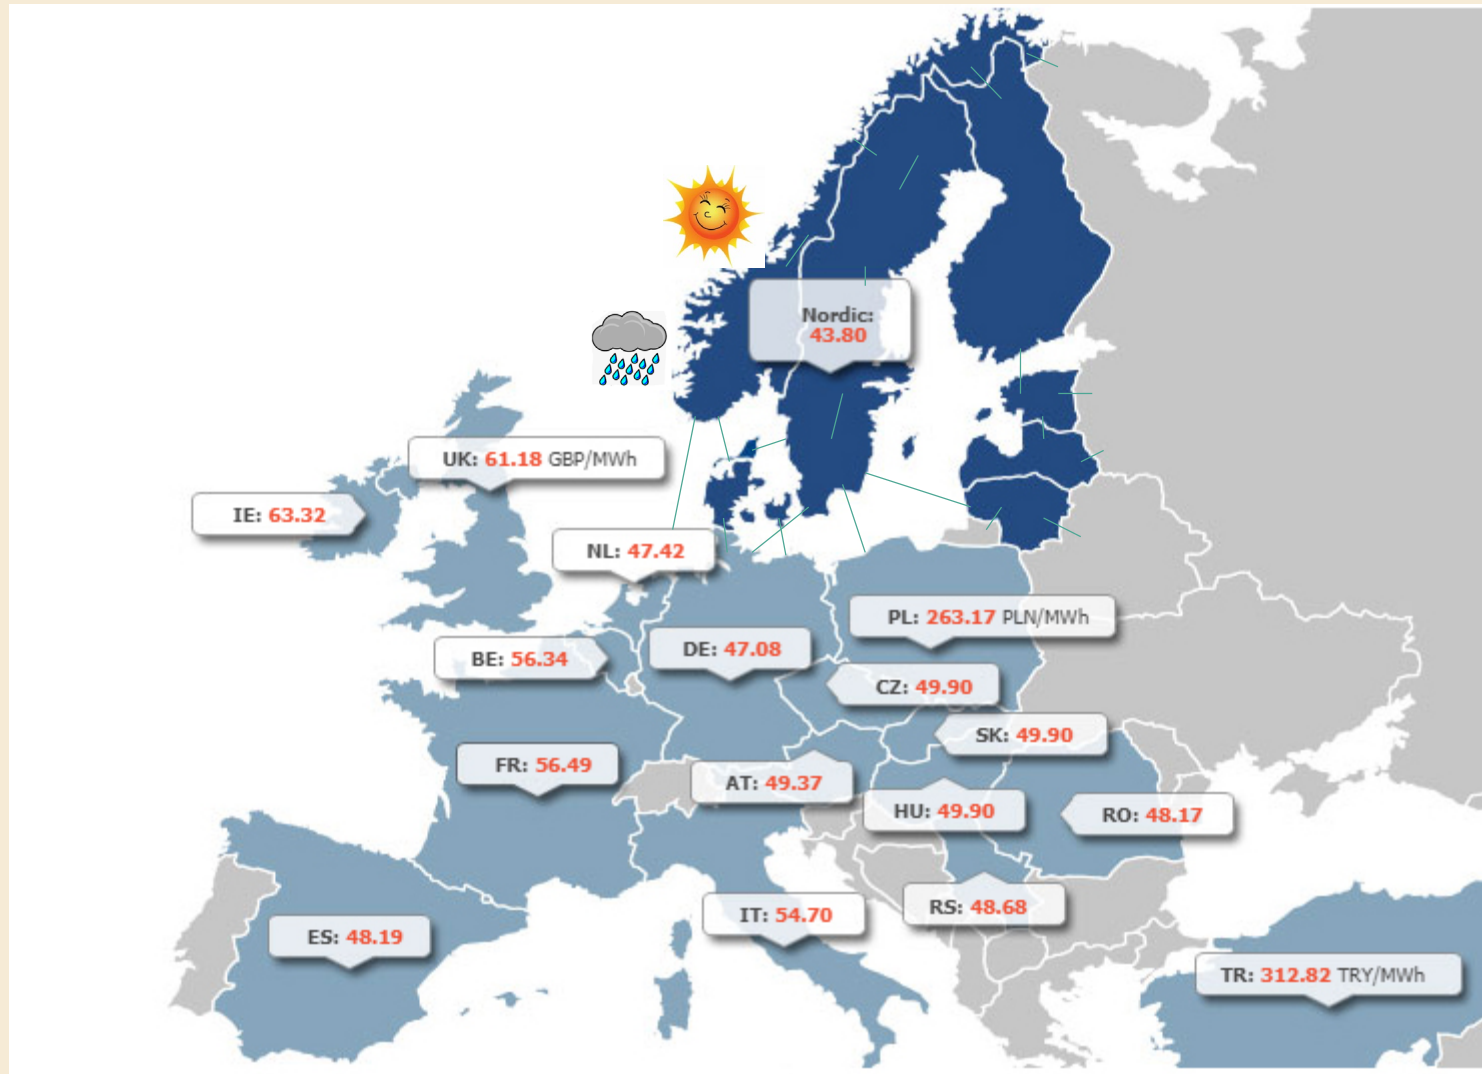 Nordic:
43.80
UK: 61.18 GBP/MWh
IE: 63.32
NL: 47.42
PL: 263.17 PLN/MWh
DE: 47.08
BE: 56.34
CZ: 49.90
SK: 49.90
FR: 56.49
AT: 49.37
HU: 49.90
RO: 48.17
RS: 48.68
IT: 54.70
ES: 48.19
TR: 312.82 TRY/MWh